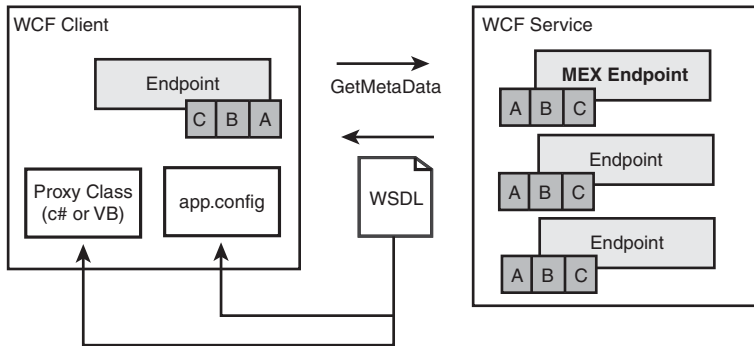 WCF Client
Endpoint
C B A
Proxy Class
(c# or VB)
app.config
GetMetaData
WSDL
WCF Service
MEX Endpoint
A B C
Endpoint
A B C
Endpoint
A B C